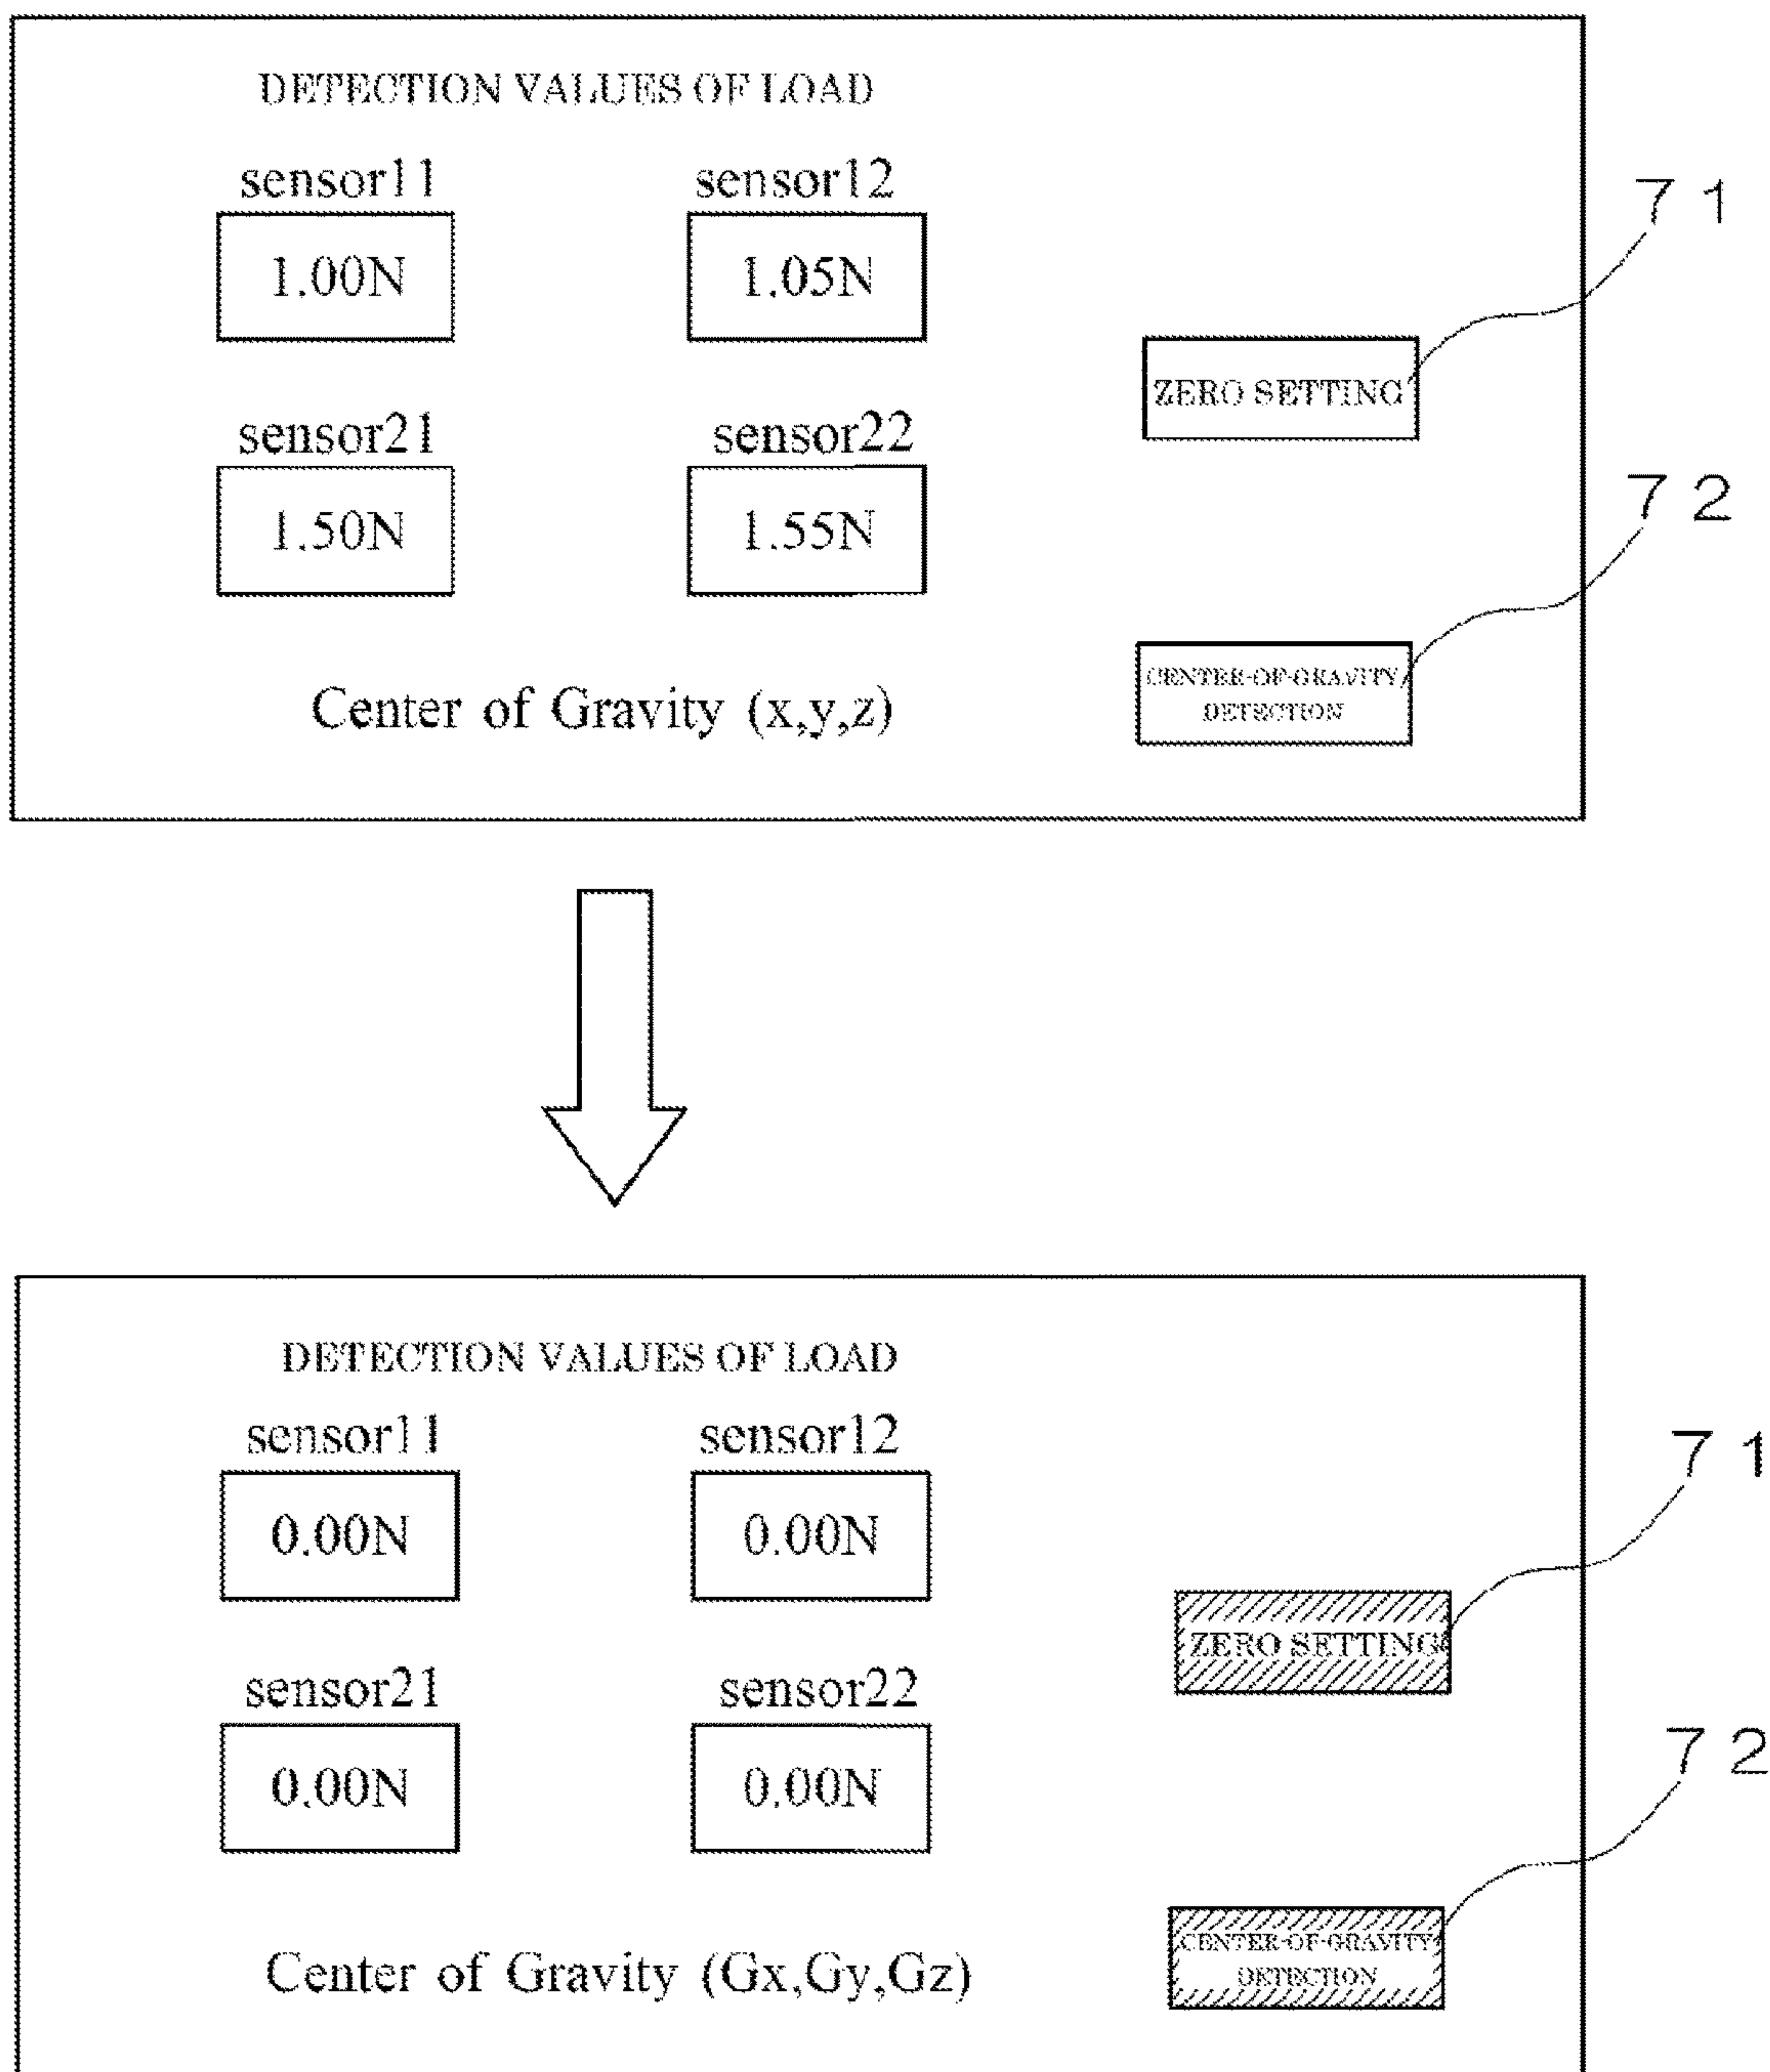 DETECTION VALUES OF LOAD
sensor11 sensor12
1.00N 1.05N
71
ZERO SETTING
sensor21 sensor22
1.50N 1.55N
72
CENTER-OF-GRAVITY
DETECTION
Center of Gravity (x,y,z)
DETECTION VALUES OF LOAD
sensor11 sensor12
0.00N 0.00N
71
ZERO SETTING
sensor21 sensor22
0.00N 0.00N
72
CENTER-OF-GRAVITY
DETECTION
Center of Gravity (Gx,Gy,Gz)